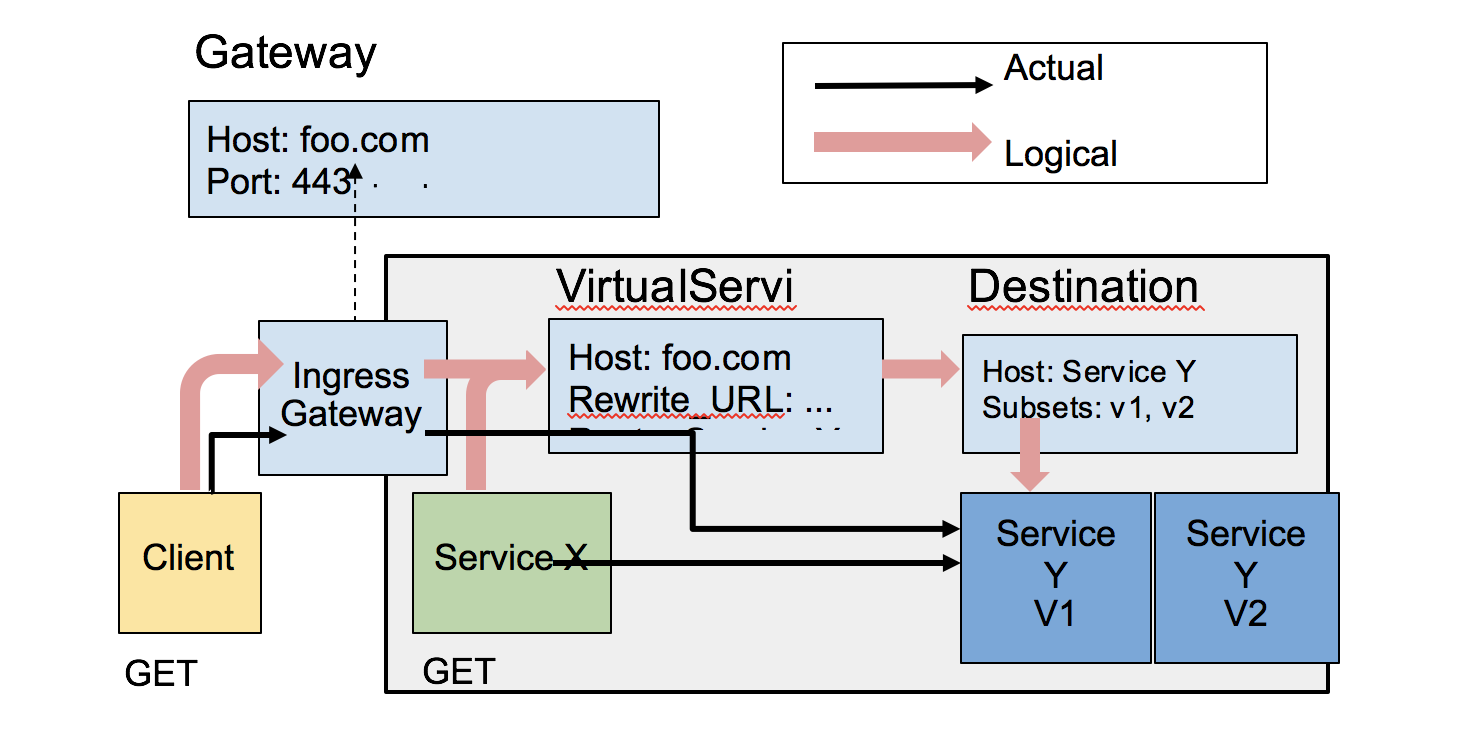 Gateway
Host: foo.com
Port: 443
Actual
Logical
VirtualServi
Destination
Ingress
Gateway
Host: foo.com
Rewrite_URL: ...
Host: Service Y
Subsets: v1, v2
Client
Service X
Service
Y
V1
Service
Y
V2
GET
GET